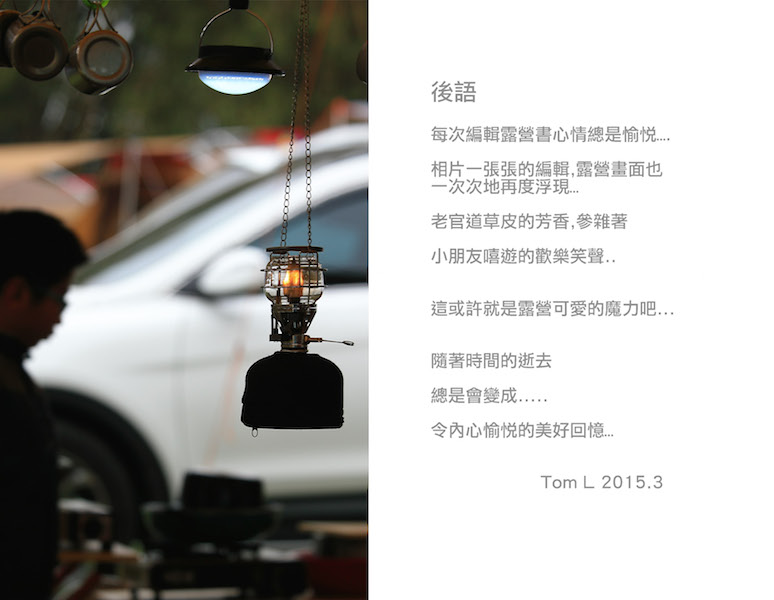 後語
每次編輯露營書心情總是愉悅....
相片一張張的編輯,露營畫面也
一次次地再度浮現...
老官道草皮的芳香,參雜著
小朋友嘻遊的歡樂笑聲..
這或許就是露營可愛的魔力吧...
隨著時間的逝去
總是會變成.....
令內心愉悅的美好回憶...
Tom L 2015.3